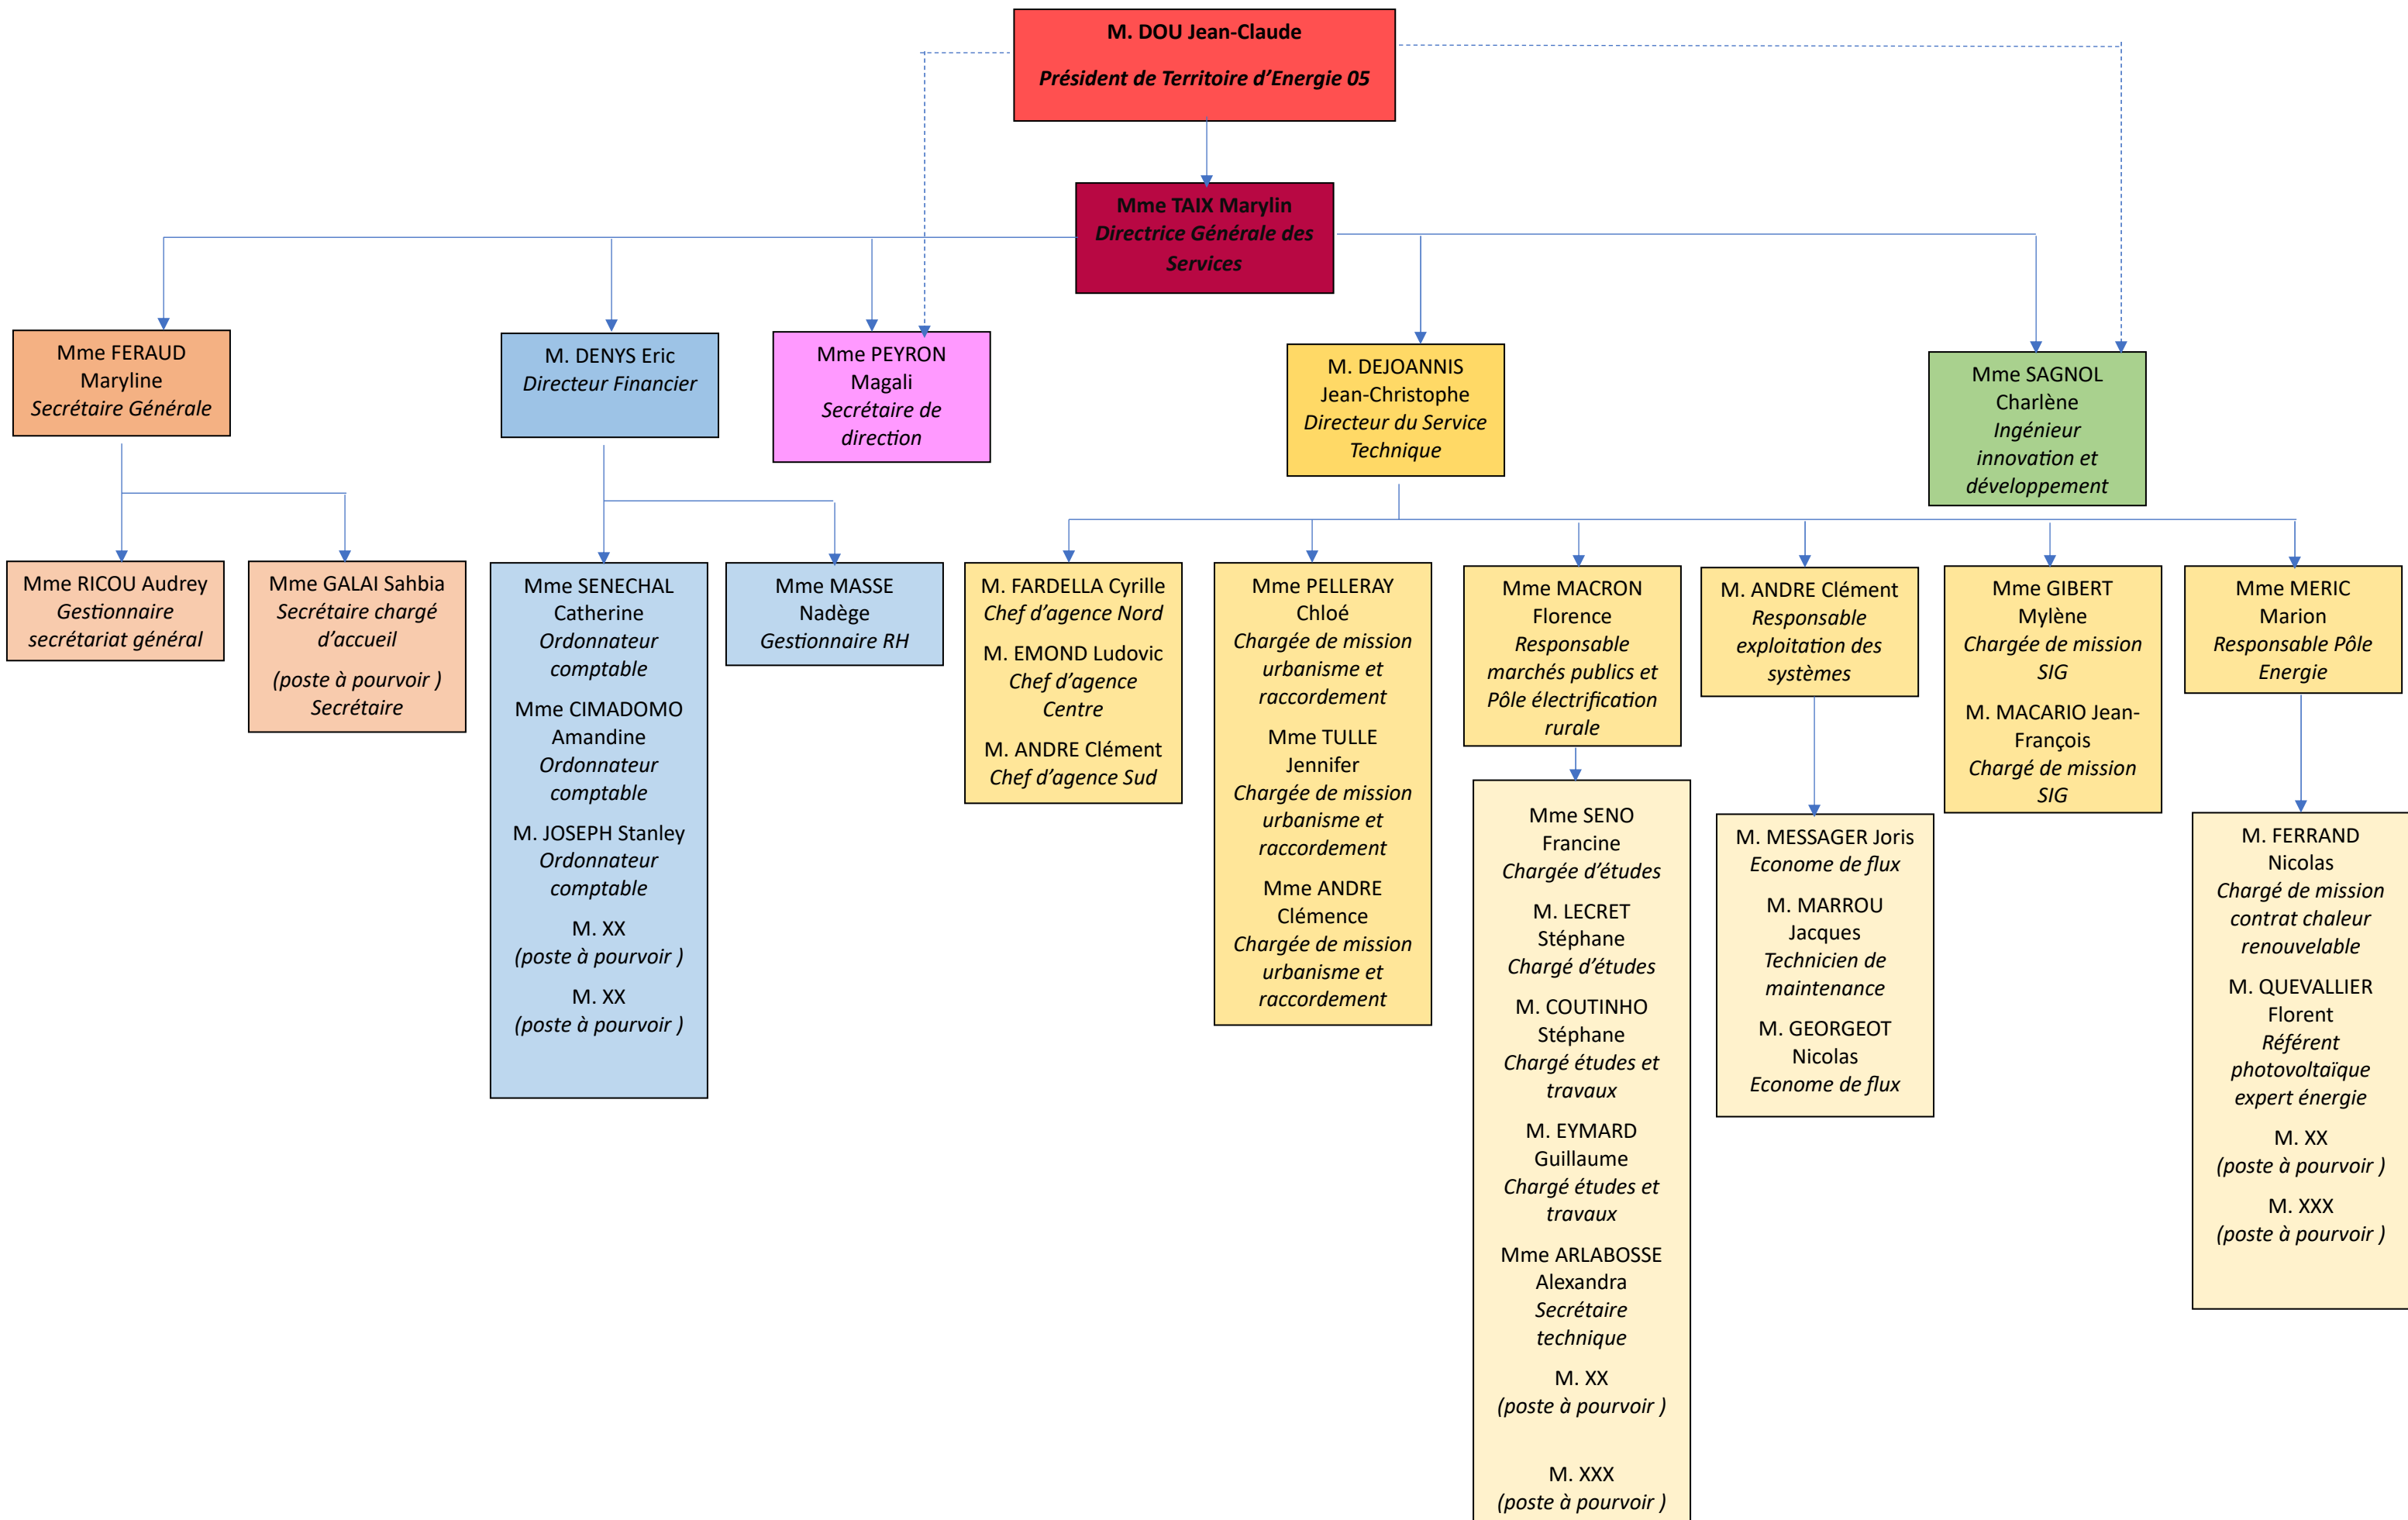 M. DOU Jean-Claude
Président de Territoire d’Energie 05
Mme TAIX Marylin
Directrice Générale des
Services
Mme FERAUD
Maryline
Secrétaire Générale
M. DENYS Eric
Directeur Financier
Mme PEYRON
Magali
Secrétaire de
direction
M. DEJOANNIS
Jean-Christophe
Directeur du Service
Technique
Mme SAGNOL
Charlène
Ingénieur
innovation et
développement
Mme RICOU Audrey
Gestionnaire
secrétariat général
Mme GALAI Sahbia
Secrétaire chargé
d’accueil
(poste à pourvoir )
Secrétaire
Mme SENECHAL
Catherine
Ordonnateur
comptable
Mme CIMADOMO
Amandine
Ordonnateur
comptable
M. JOSEPH Stanley
Ordonnateur
comptable
M. XX
(poste à pourvoir )
M. XX
(poste à pourvoir )
Mme MASSE
Nadège
Gestionnaire RH
M. FARDELLA Cyrille
Chef d’agence Nord
M. EMOND Ludovic
Chef d’agence
Centre
M. ANDRE Clément
Chef d’agence Sud
Mme PELLERAY
Chloé
Chargée de mission
urbanisme et
raccordement
Mme TULLE
Jennifer
Chargée de mission
urbanisme et
raccordement
Mme ANDRE
Clémence
Chargée de mission
urbanisme et
raccordement
Mme MACRON
Florence
Responsable
marchés publics et
Pôle électrification
rurale
Mme SENO
Francine
Chargée d’études
M. LECRET
Stéphane
Chargé d’études
M. COUTINHO
Stéphane
Chargé études et
travaux
M. EYMARD
Guillaume
Chargé études et
travaux
Mme ARLABOSSE
Alexandra
Secrétaire
technique
M. XX
(poste à pourvoir )
M. XXX
(poste à pourvoir )
M. ANDRE Clément
Responsable
exploitation des
systèmes
M. MESSAGER Joris
Econome de flux
M. MARROU
Jacques
Technicien de
maintenance
M. GEORGEOT
Nicolas
Econome de flux
Mme GIBERT
Mylène
Chargée de mission
SIG
M. MACARIO Jean-
François
Chargé de mission
SIG
Mme MERIC
Marion
Responsable Pôle
Energie
M. FERRAND
Nicolas
Chargé de mission
contrat chaleur
renouvelable
M. QUEVALLIER
Florent
Référent
photovoltaïque
expert énergie
M. XX
(poste à pourvoir )
M. XXX
(poste à pourvoir )